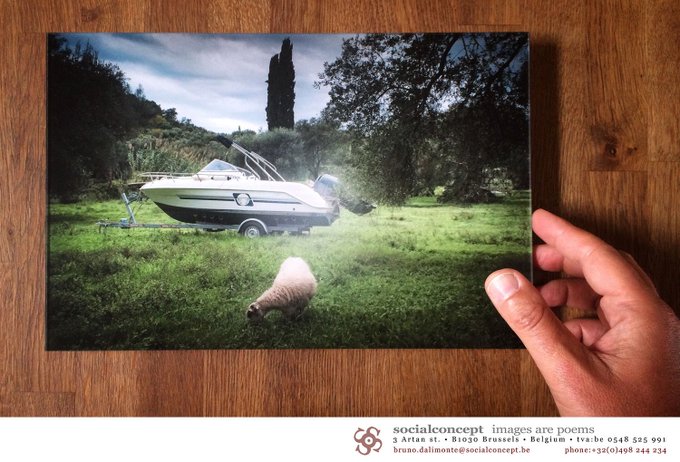 socialconcept images are poems
3 Artan st. • B1030 Brussels • Belgium • tva:be 0548 525 991
bruno.dalimonte@socialconcept.be phone:+32(0)498 244 234